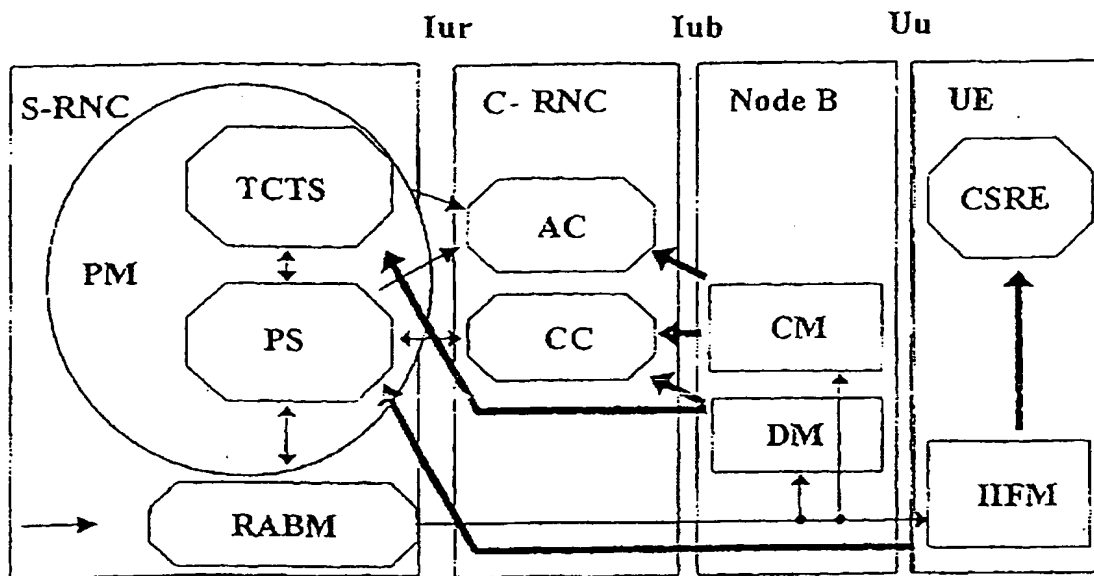 Iur Iub Uu
S-RNC C- RNC Node B UE
TCTS
AC
CSRE
PM
PS
CC
CM
DM
RABM
IIFM